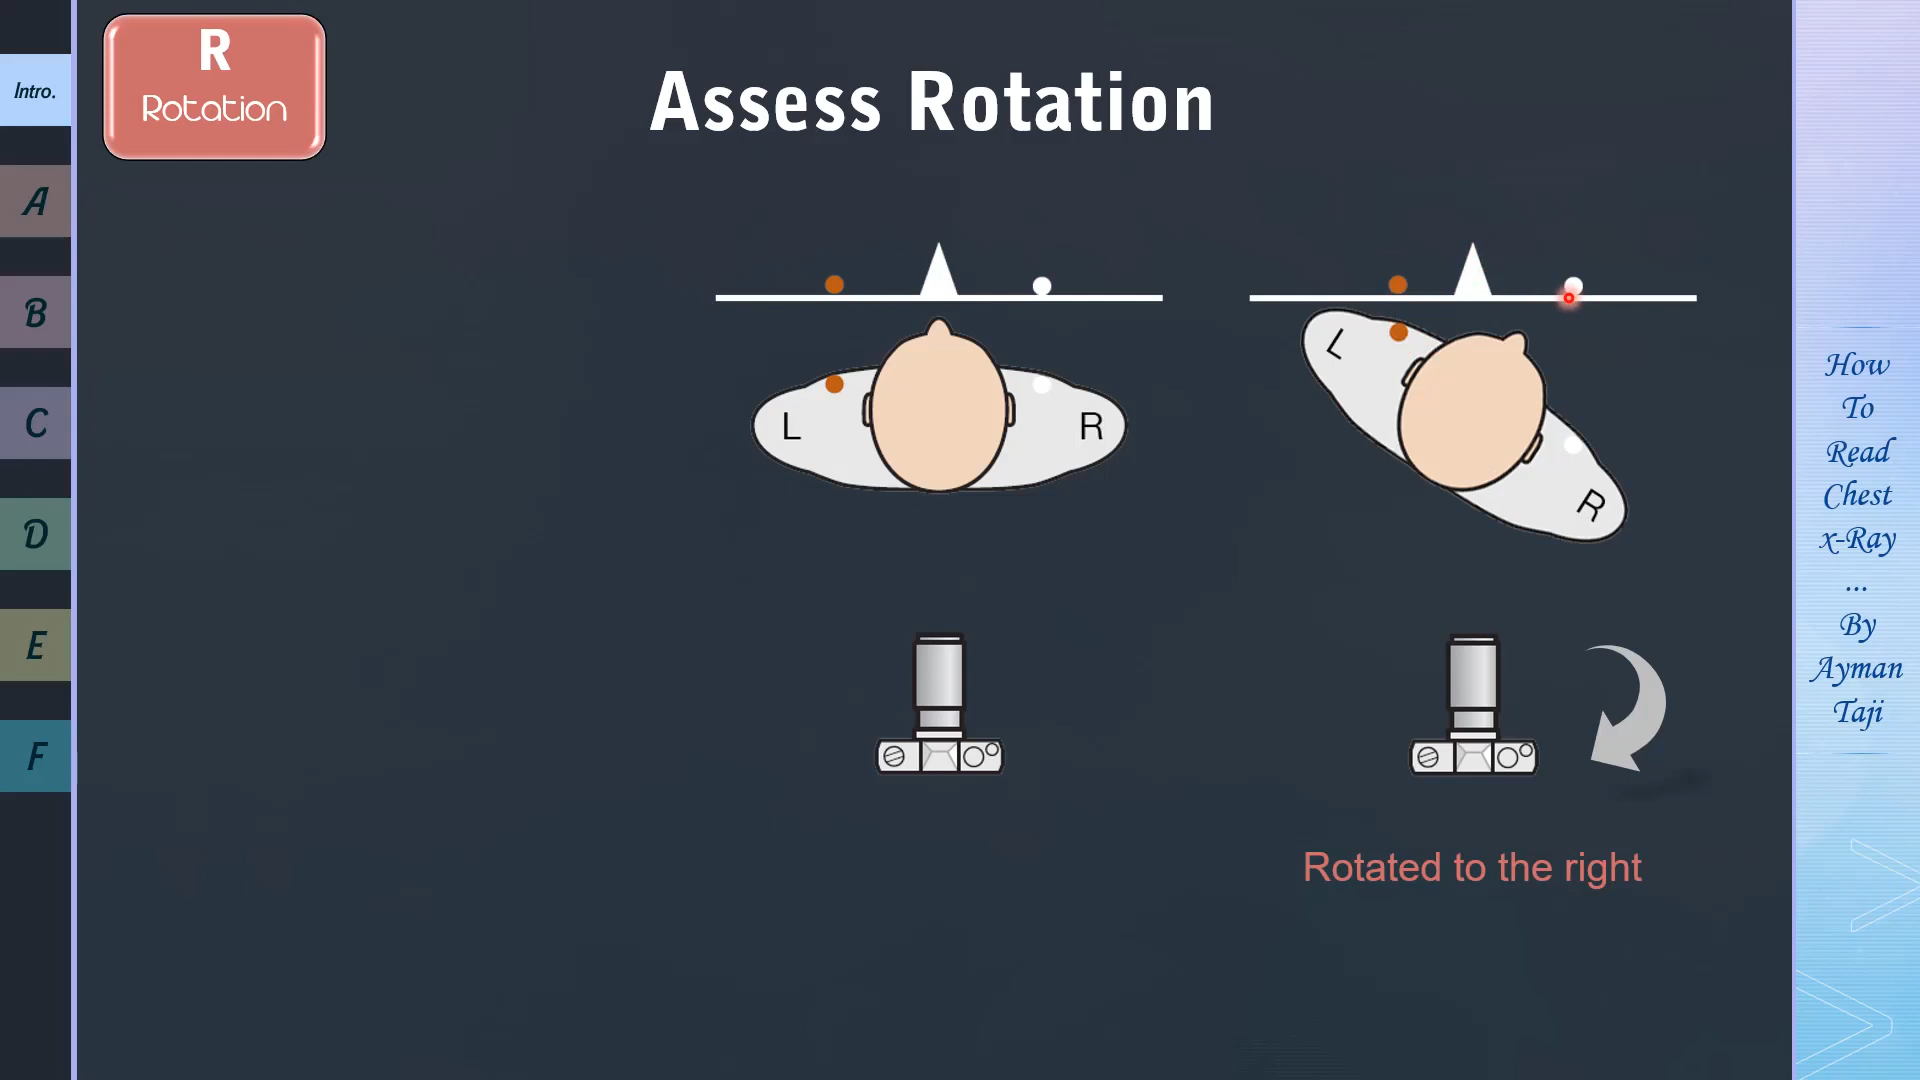 R
Rotation
Assess Rotation
Intro.
A
B
C
D
E
F
L
R
L
R
Rotated to the right
How
To
Read
Chest
x-Ray
...
By
Ayman
Taji